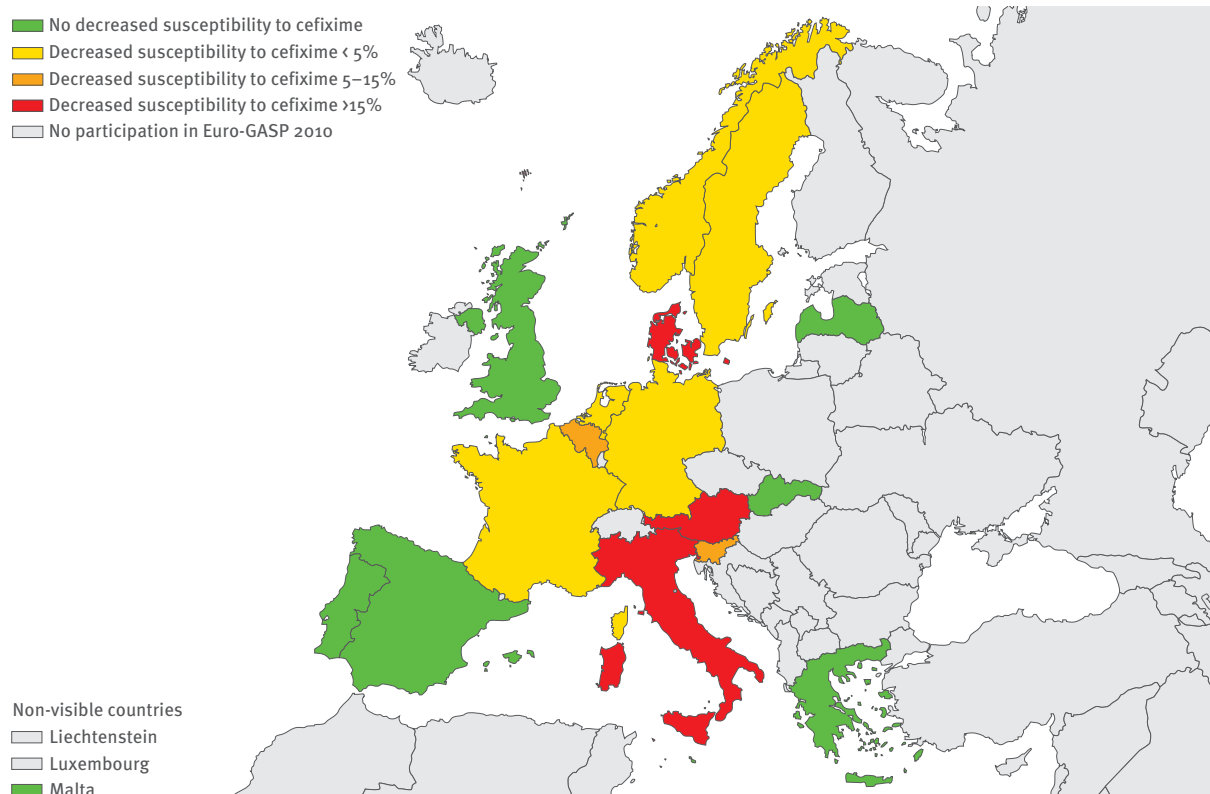 No decreased susceptibility to cefixime
Decreased susceptibility to cefixime < 5%
Decreased susceptibility to cefixime 5–15%
Decreased susceptibility to cefixime >15%
No participation in Euro-GASP 2010
Non-visible countries
Liechtenstein
Luxembourg
Malta